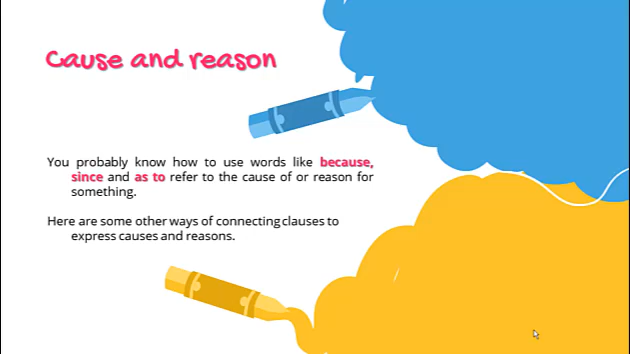 Cause and reason
You probably know how to use words like because,
since and as to refer to the cause of or reason for
something.
Here are some other ways of connecting clauses to
express causes and reasons.